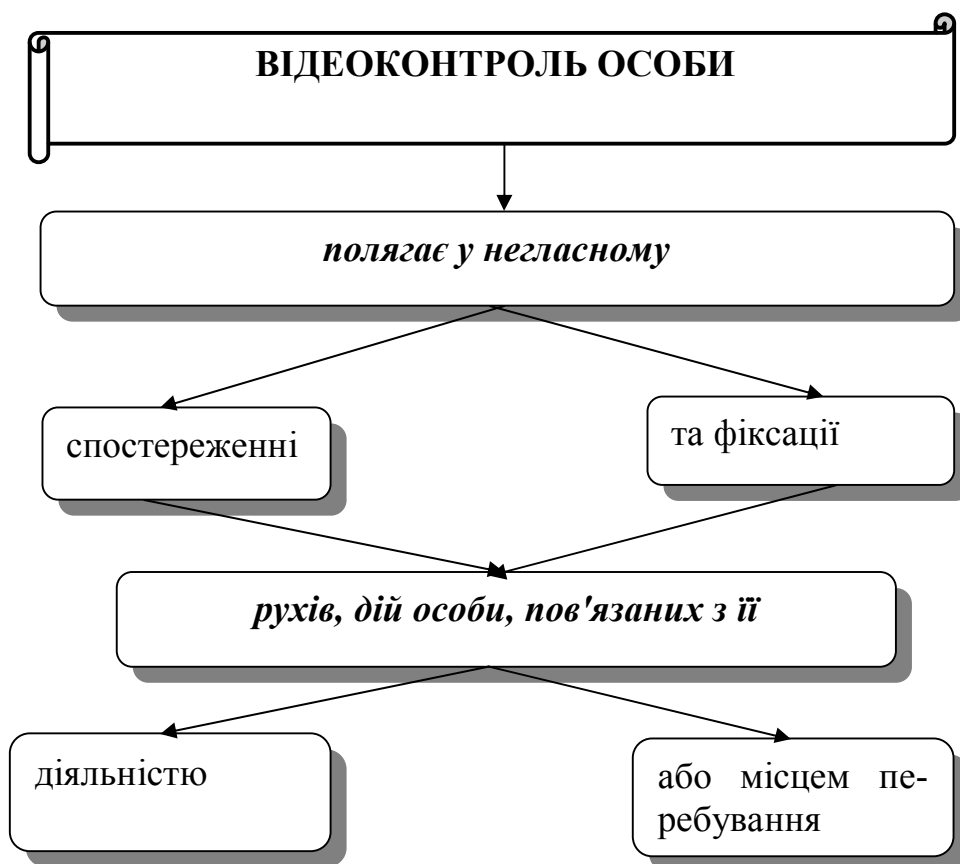 ВІДЕОКОНТРОЛЬ ОСОБИ
полягає у негласному
спостереженні
та фіксації
рухів, дій особи, пов'язаних з її
діяльністю
або місцем пе-
ребування